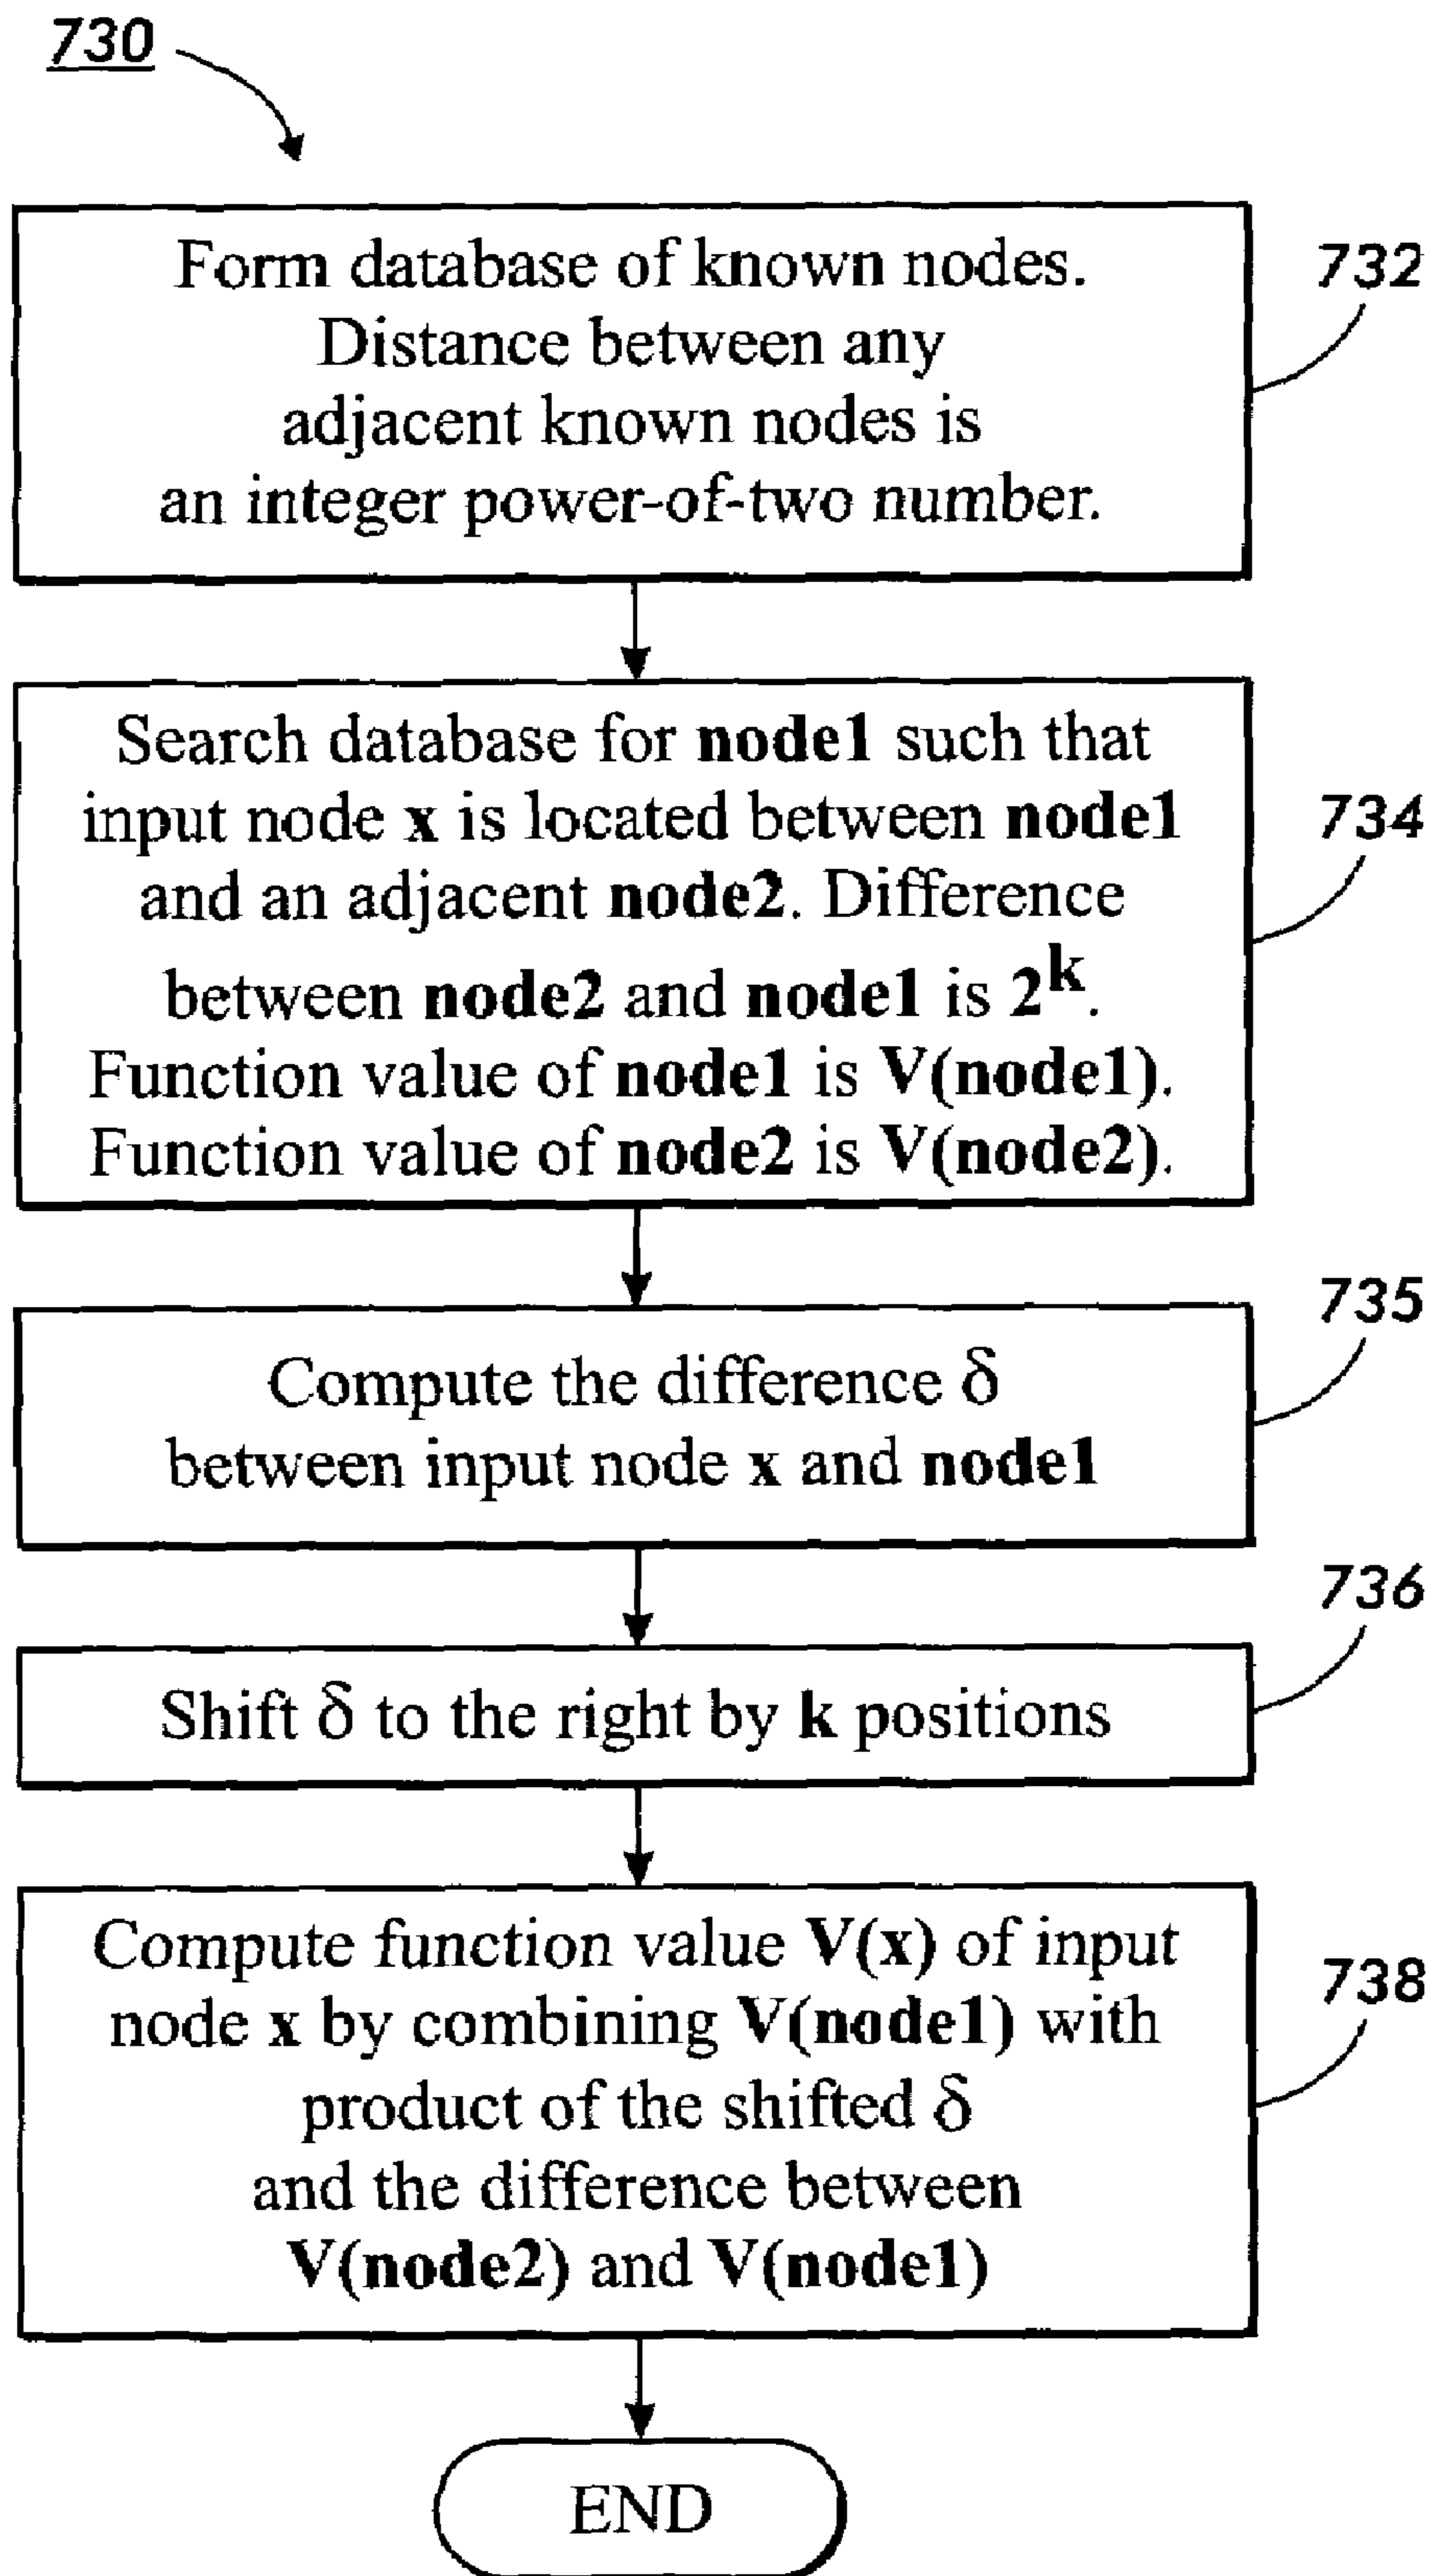 730
Form database of known nodes.
Distance between any
adjacent known nodes is
an integer power-of-two number.
732
Search database for node1 such that
input node x is located between node1
and an adjacent node2. Difference
between node2 and node1 is 2^k.
Function value of node1 is V(node1).
Function value of node2 is V(node2).
734
Compute the difference δ
between input node x and node1
735
Shift δ to the right by k positions
736
Compute function value V(x) of input
node x by combining V(node1) with
product of the shifted δ
and the difference between
V(node2) and V(node1)
738
END